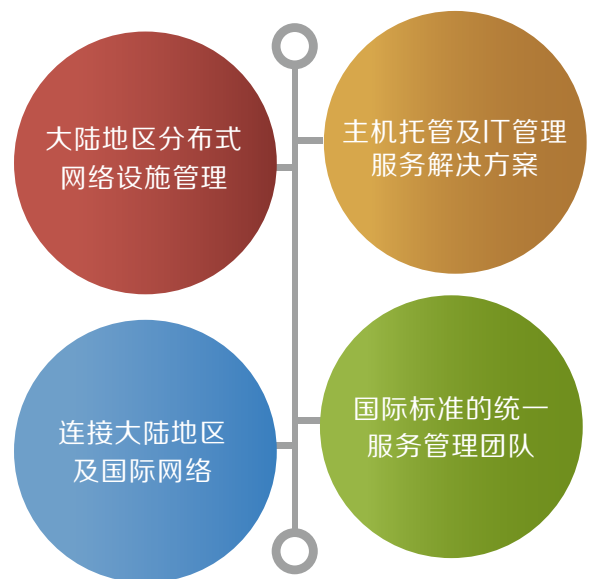 大陆地区分布式
网络设施管理
主机托管及IT管理
服务解决方案
连接大陆地区
及国际网络
国际标准的统一
服务管理团队